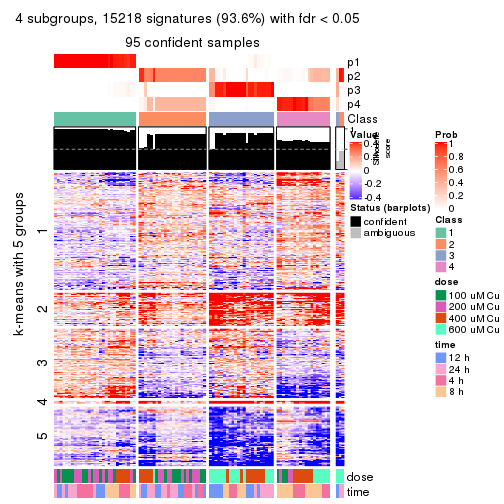 4 subgroups, 15218 signatures (93.6%) with fdr < 0.05
95 confident samples
p1
p2
p3
p4
Class
1
Silhouette
score
k-means with 5 groups
1
2
3
4
5
dose
time
Value
0.4
0.2
0
-0.2
-0.4
Status (barplots)
confident
ambiguous
Prob
1
0.8
0.6
0.4
0.2
0
Class
1
2
3
4
dose
100 uM Cu
200 uM Cu
400 uM Cu
600 uM Cu
time
12 h
24 h
4 h
8 h